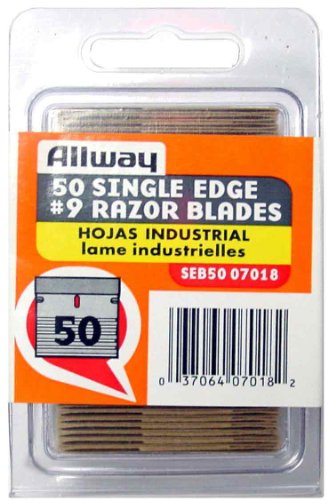 Allway
50 SINGLE EDGE
#9 RAZOR BLADES
HOJAS INDUSTRIAL
lame industrielles
SEB50 07018
50
0 37064 07018 2